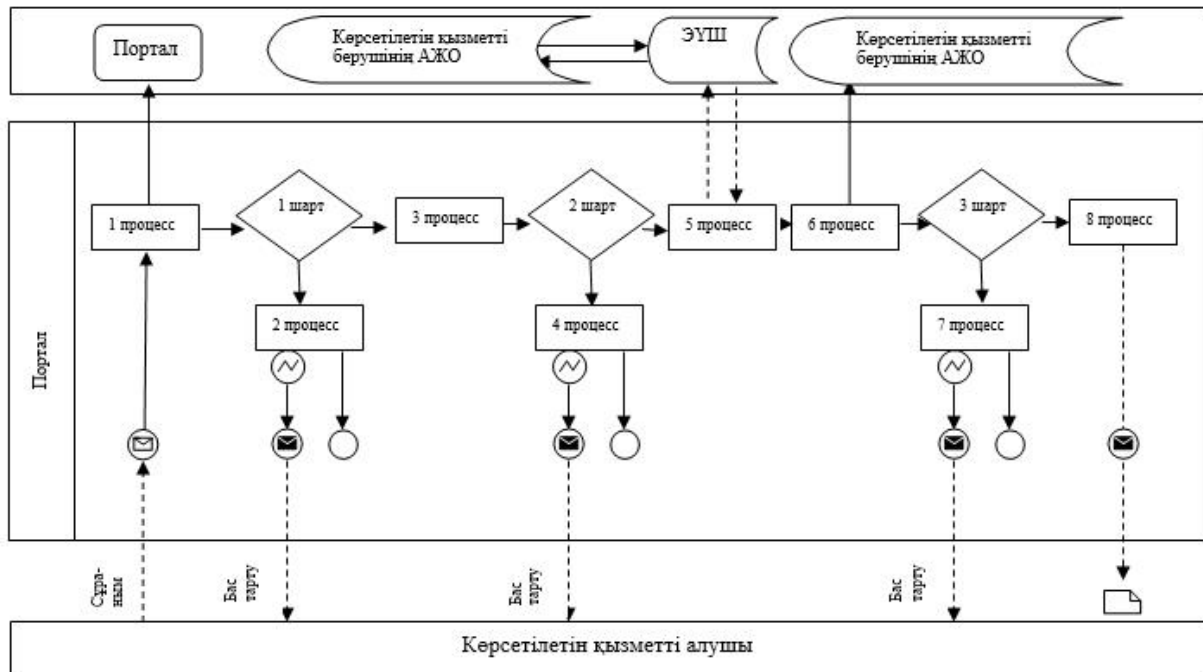 Портал
Көрсетілетін қызметті
берушінің АЖО
ЭҮШ
Көрсетілетін қызметті
берушінің АЖО
Портал
1 процесс
1 шарт
3 процесс
2 шарт
5 процесс
6 процесс
3 шарт
8 процесс
2 процесс
4 процесс
7 процесс
Сұра-
ным
Бас
тарту
Бас
тарту
Бас
тарту
Көрсетілетін қызметті алушы